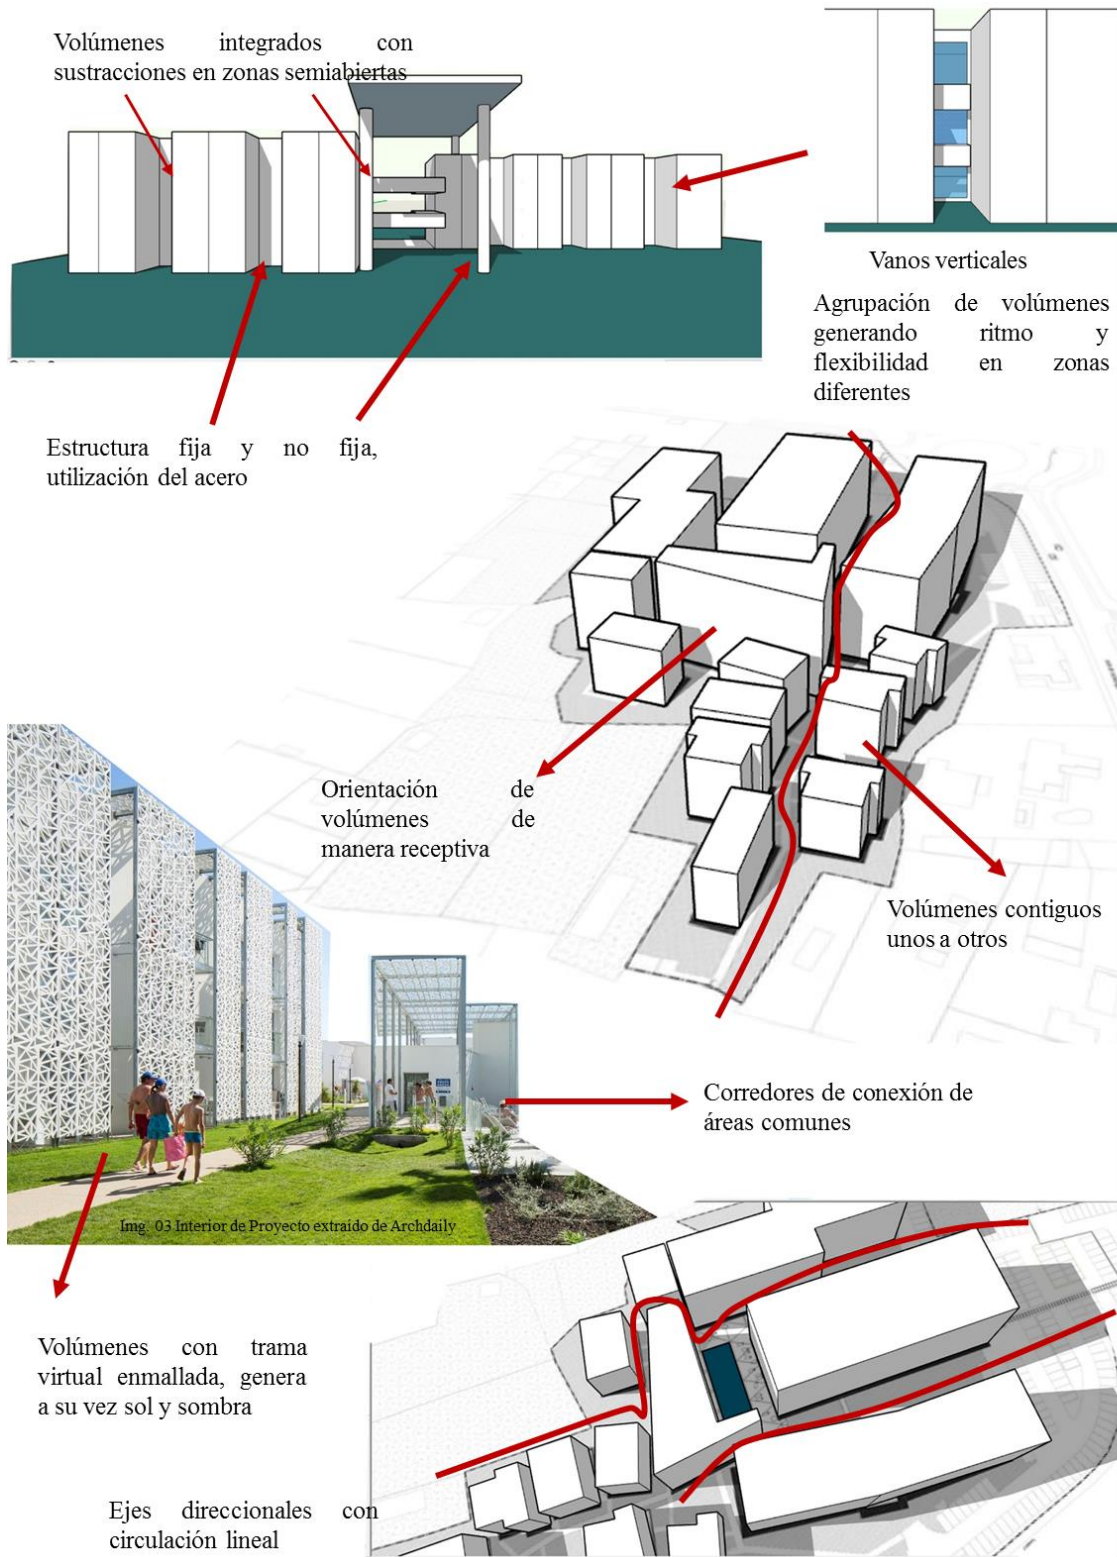 Volúmenes integrados con
sustracciones en zonas semiabiertas
Vanos verticales
Agrupación de volúmenes
generando ritmo y
flexibilidad en zonas
diferentes
Estructura fija y no fija,
utilización del acero
Orientación de
volúmenes de
manera receptiva
Volúmenes contiguos
unos a otros
Corredores de conexión de
áreas comunes
Img. 03 Interior de Proyecto extraído de Archdaily
Volúmenes con trama
virtual enmallada, genera
a su vez sol y sombra
Ejes direccionales con
circulación lineal